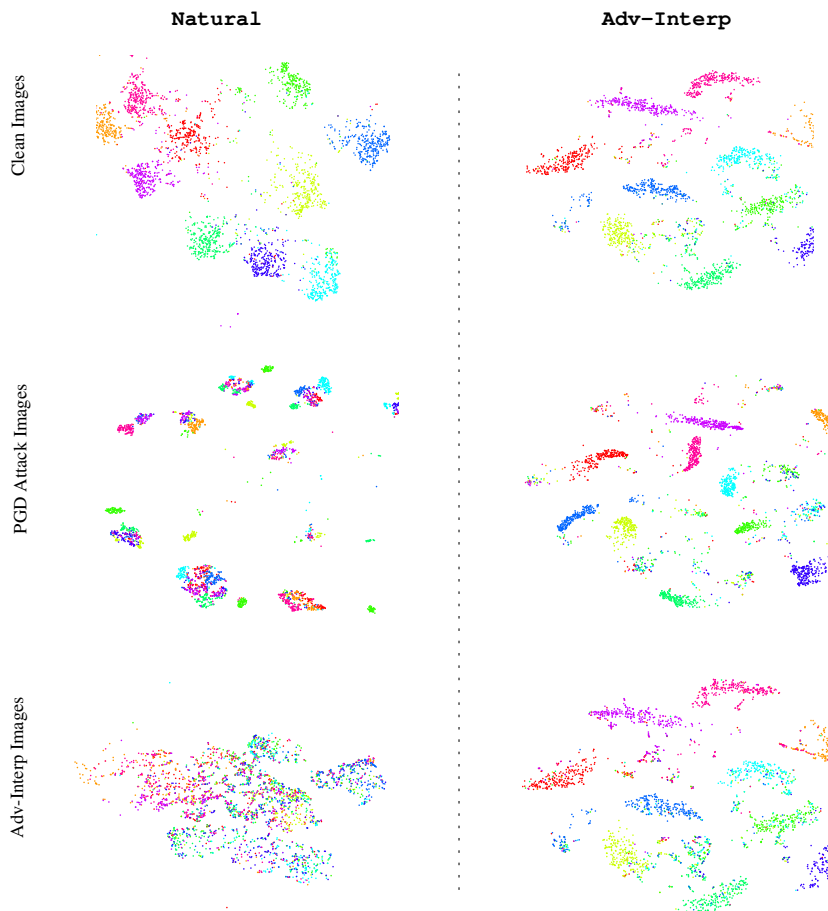 Natural
Adv-Interp
Clean Images
PGD Attack Images
Adv-Interp Images